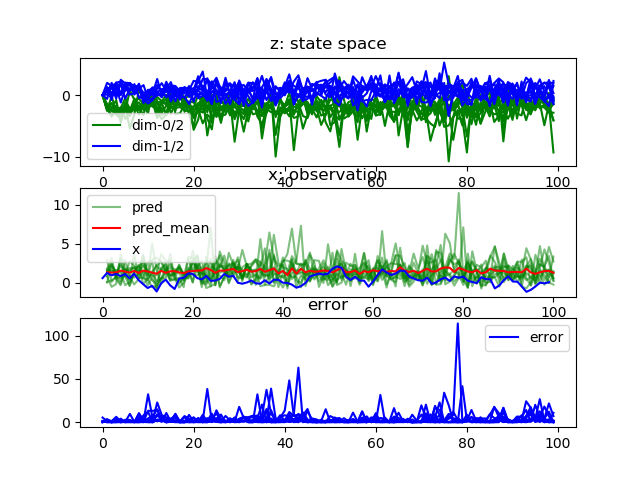 z: state space
0
−10
dim-0/2
dim-1/2
0 20 40 60 80 100
x: observation
10
5
0
pred
pred_mean
x
0 20 40 60 80 100
error
100
50
0
error
0 20 40 60 80 100